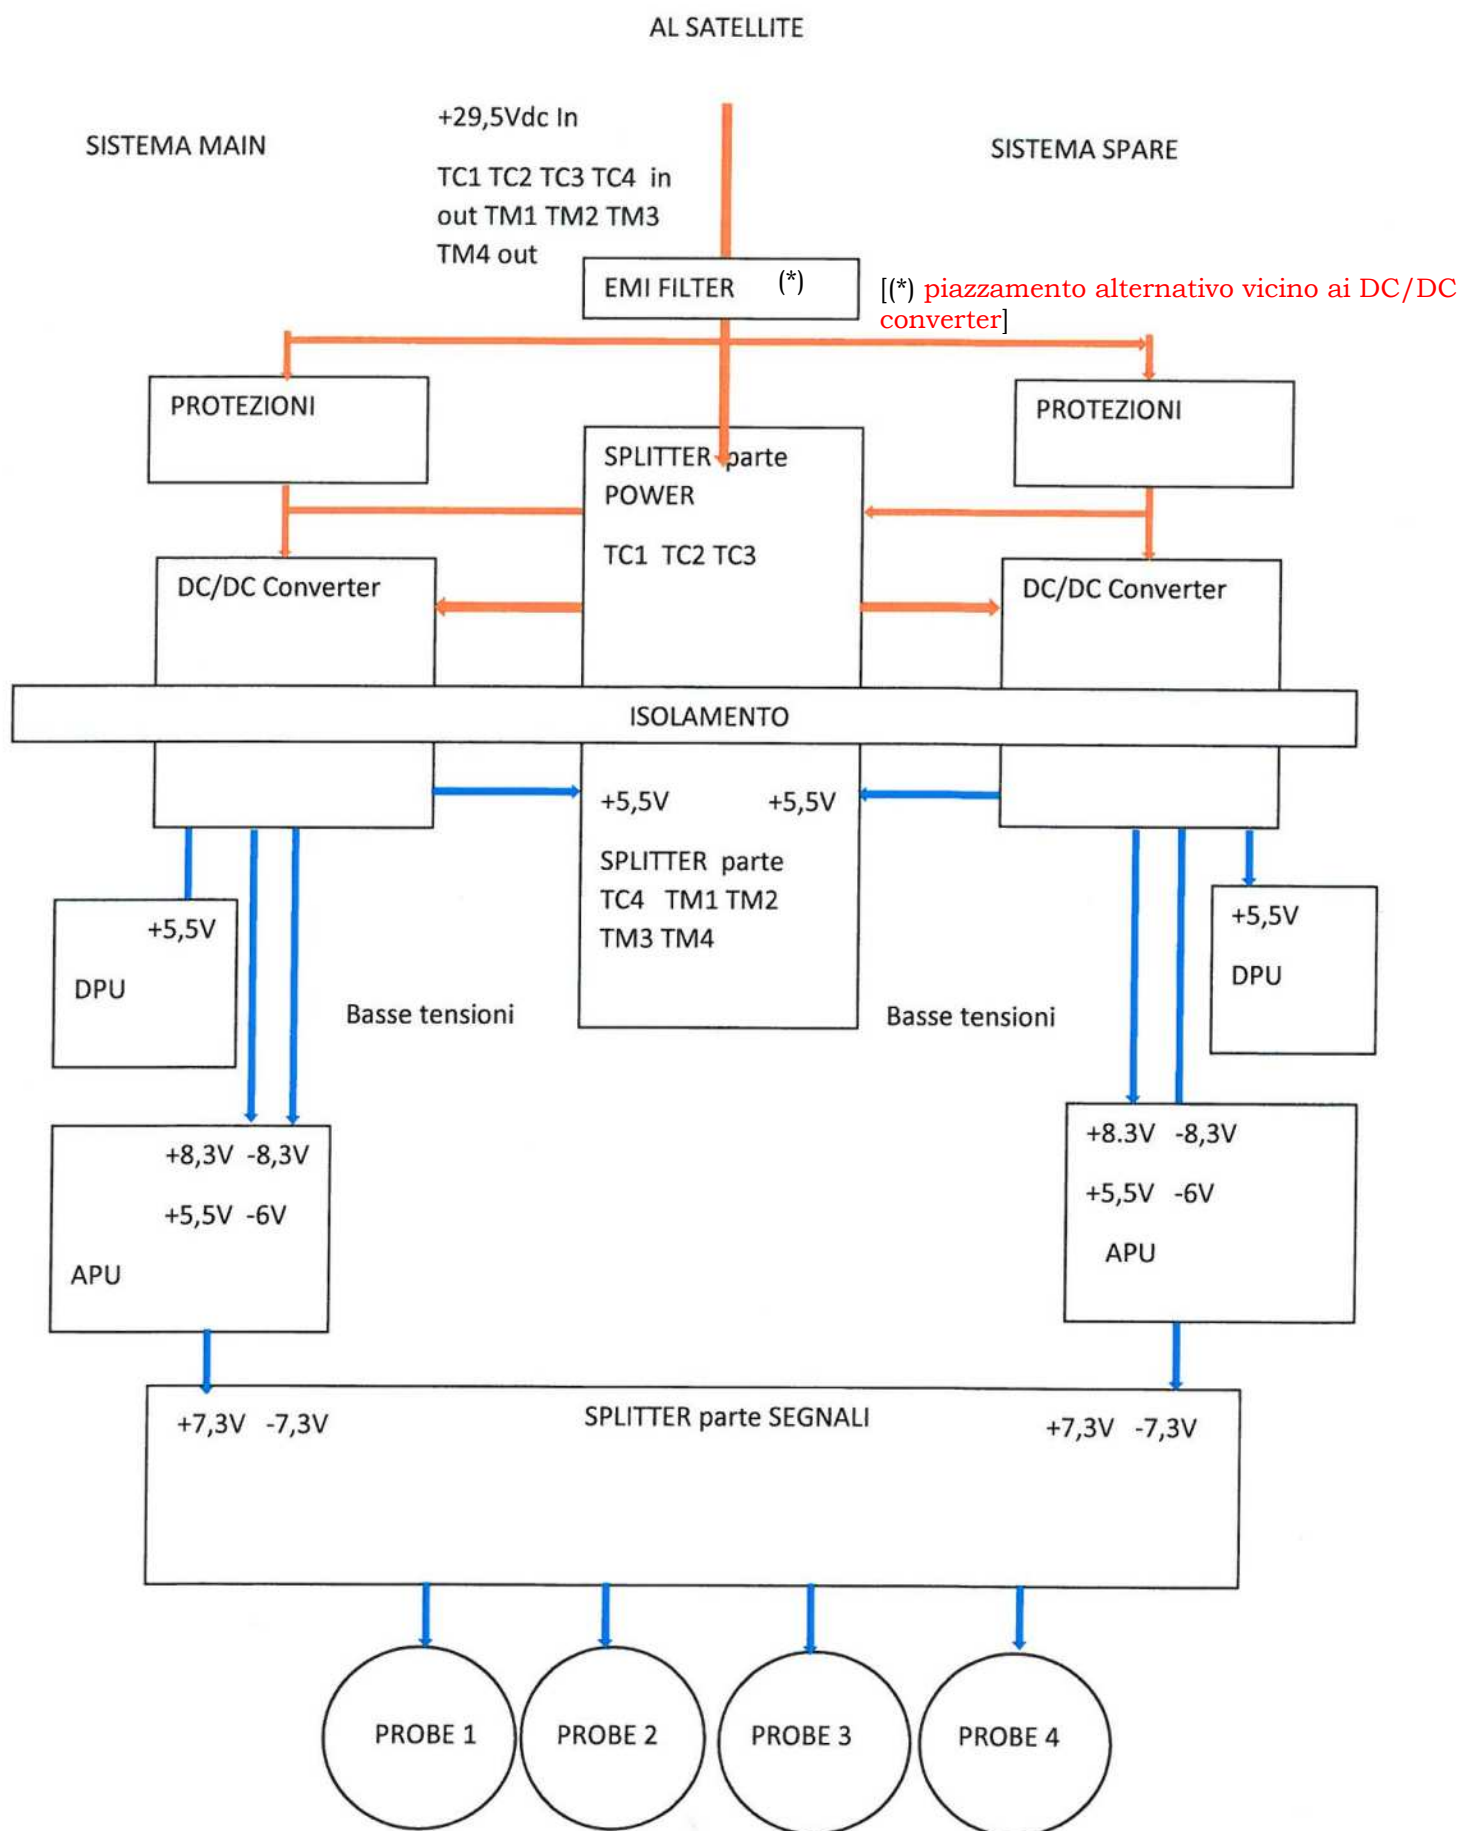 AL SATELLITE
+29,5Vdc In
SISTEMA MAIN
SISTEMA SPARE
TC1 TC2 TC3 TC4 in
out TM1 TM2 TM3
TM4 out
EMI FILTER (*)
[(*) piazzamento alternativo vicino ai DC/DC
converter]
PROTEZIONI
PROTEZIONI
SPLITTER parte
POWER
TC1 TC2 TC3
DC/DC Converter
DC/DC Converter
ISOLAMENTO
+5,5V +5,5V
SPLITTER parte
TC4 TM1 TM2
TM3 TM4
+5,5V
DPU
+5,5V
DPU
Basse tensioni
Basse tensioni
+8,3V -8,3V
+5,5V -6V
APU
+8.3V -8,3V
+5,5V -6V
APU
+7,3V -7,3V
SPLITTER parte SEGNALI
+7,3V -7,3V
PROBE 1
PROBE 2
PROBE 3
PROBE 4